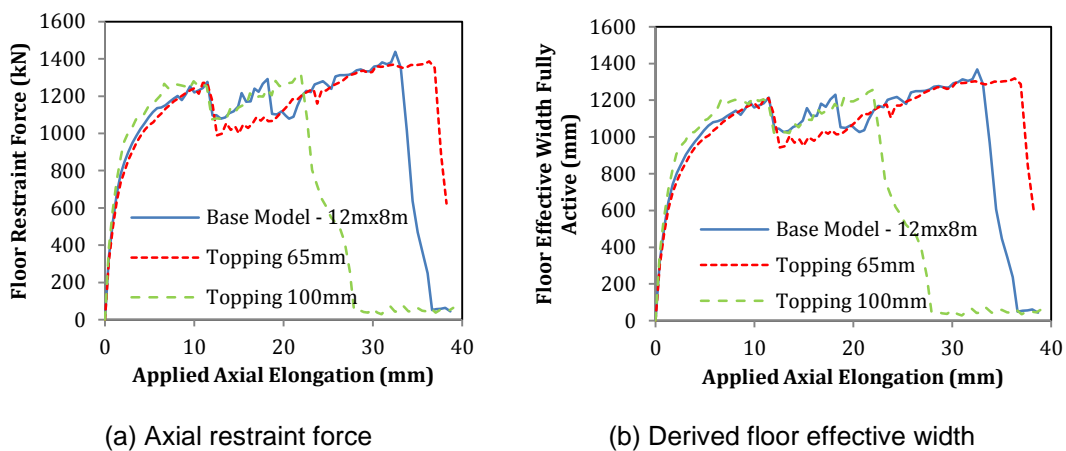 Floor Restraint Force (kN)
1600
1400
1200
1000
800
600
400
200
0
Base Model - 12mx8m
Topping 65mm
Topping 100mm
0 10 20 30 40
Applied Axial Elongation (mm)
(a) Axial restraint force
Floor Effective Width Fully
Active (mm)
1600
1400
1200
1000
800
600
400
200
0
Base Model - 12mx8m
Topping 65mm
Topping 100mm
0 10 20 30 40
Applied Axial Elongation (mm)
(b) Derived floor effective width